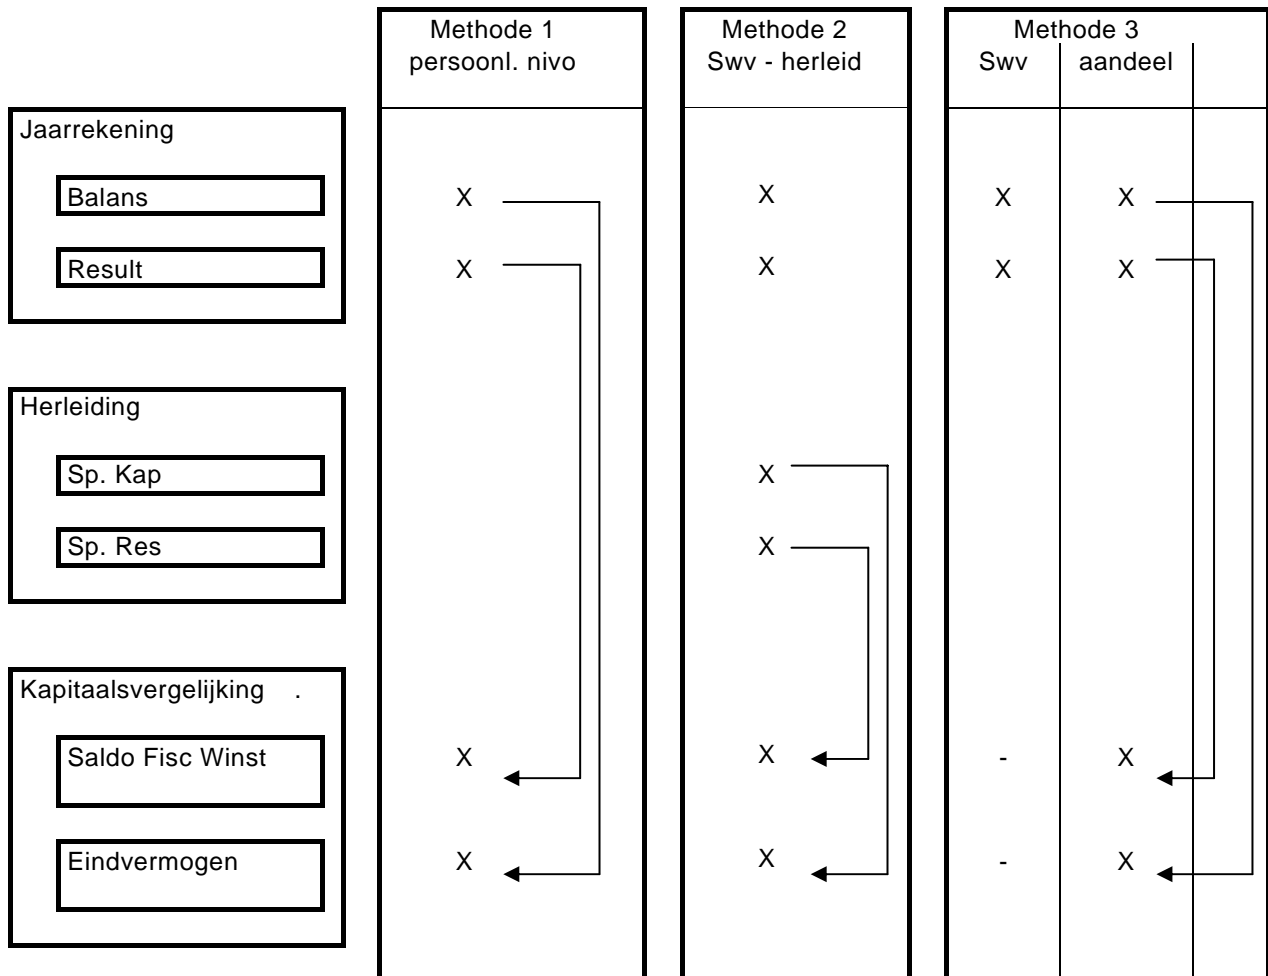 Methode 1 Methode 2 Methode 3
persoonl. nivo Swv - herleid Swv aandeel
Jaarrekening
Balans X X X X
Result X X X X
Herleiding
Sp. Kap X
Sp. Res X
Kapitaalsvergelijking .
Saldo Fisc Winst X X - X
Eindvermogen X X - X